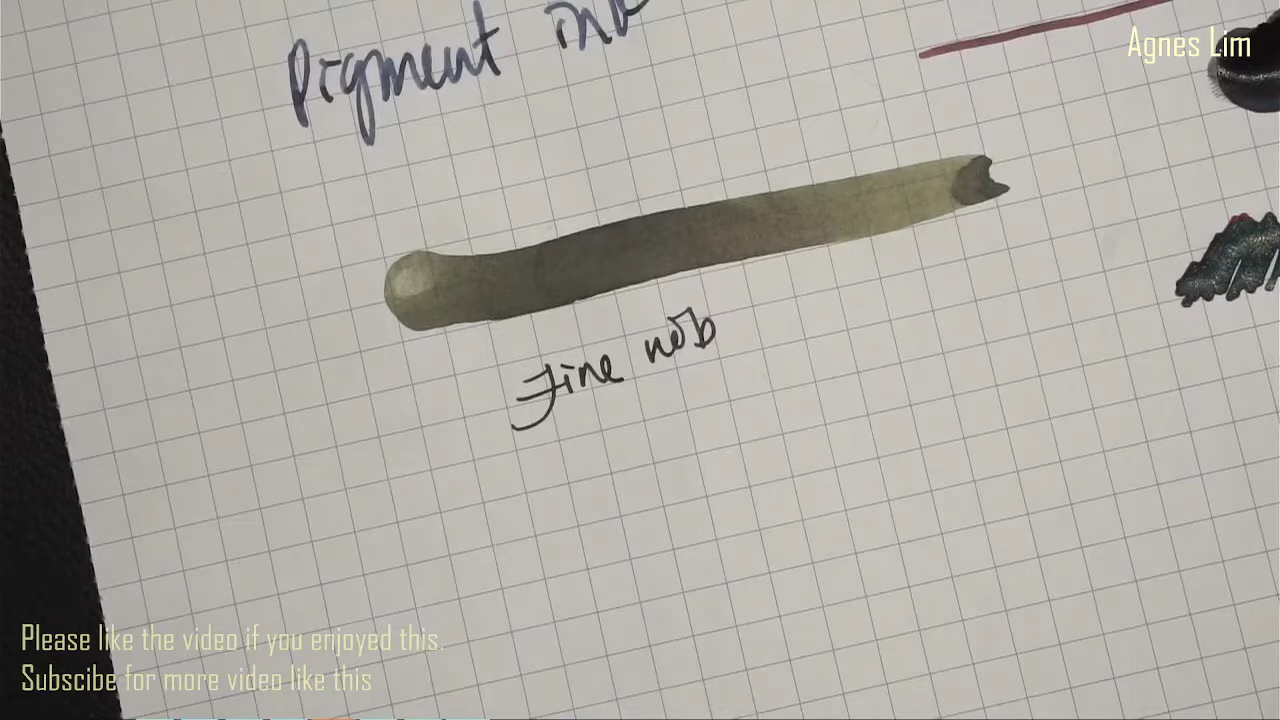 Pigment ink
Agnes Lim
Fine nib
Please like the video if you enjoyed this.
Subscibe for more video like this